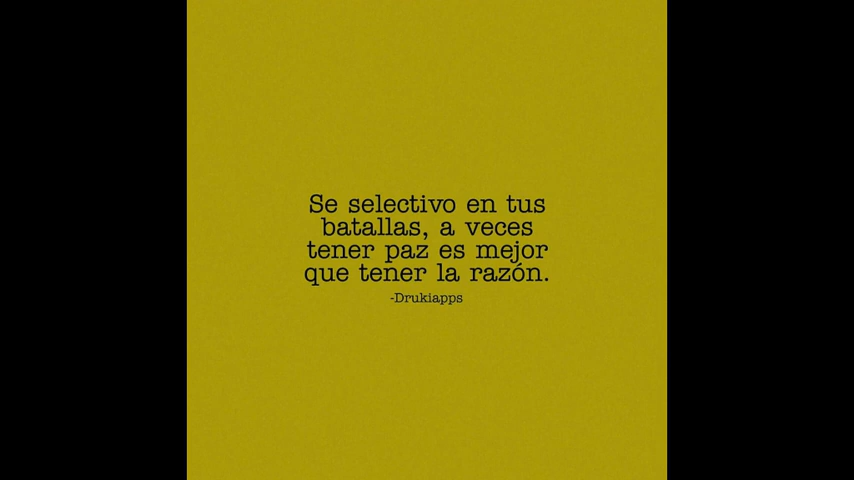 Se selectivo en tus
batallas, a veces
tener paz es mejor
que tener la razón.
-Drukiapps